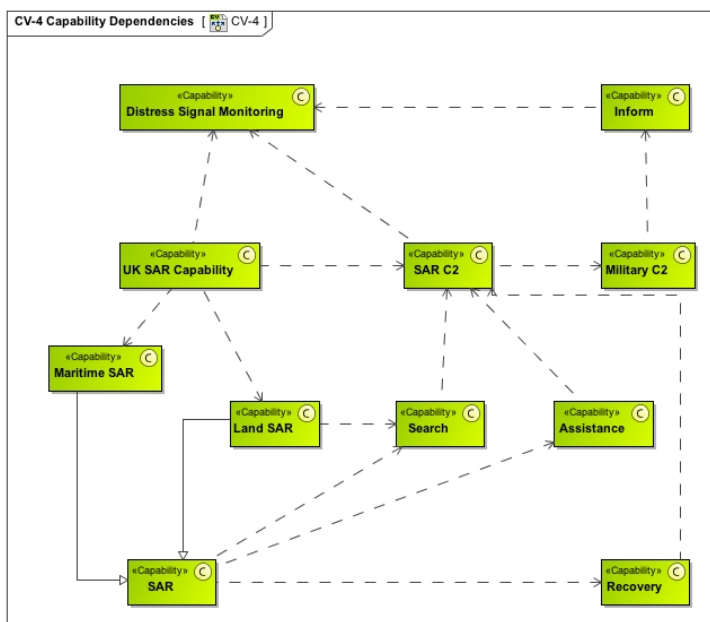 CV-4 Capability Dependencies [ CV-4 ]
«Capability» C
Distress Signal Monitoring
«Capability» C
Inform
«Capability» C
UK SAR Capability
«Capability» C
SAR C2
«Capability» C
Military C2
«Capability» C
Maritime SAR
«Capability» C
Land SAR
«Capability» C
Search
«Capability» C
Assistance
«Capability» C
SAR
«Capability» C
Recovery